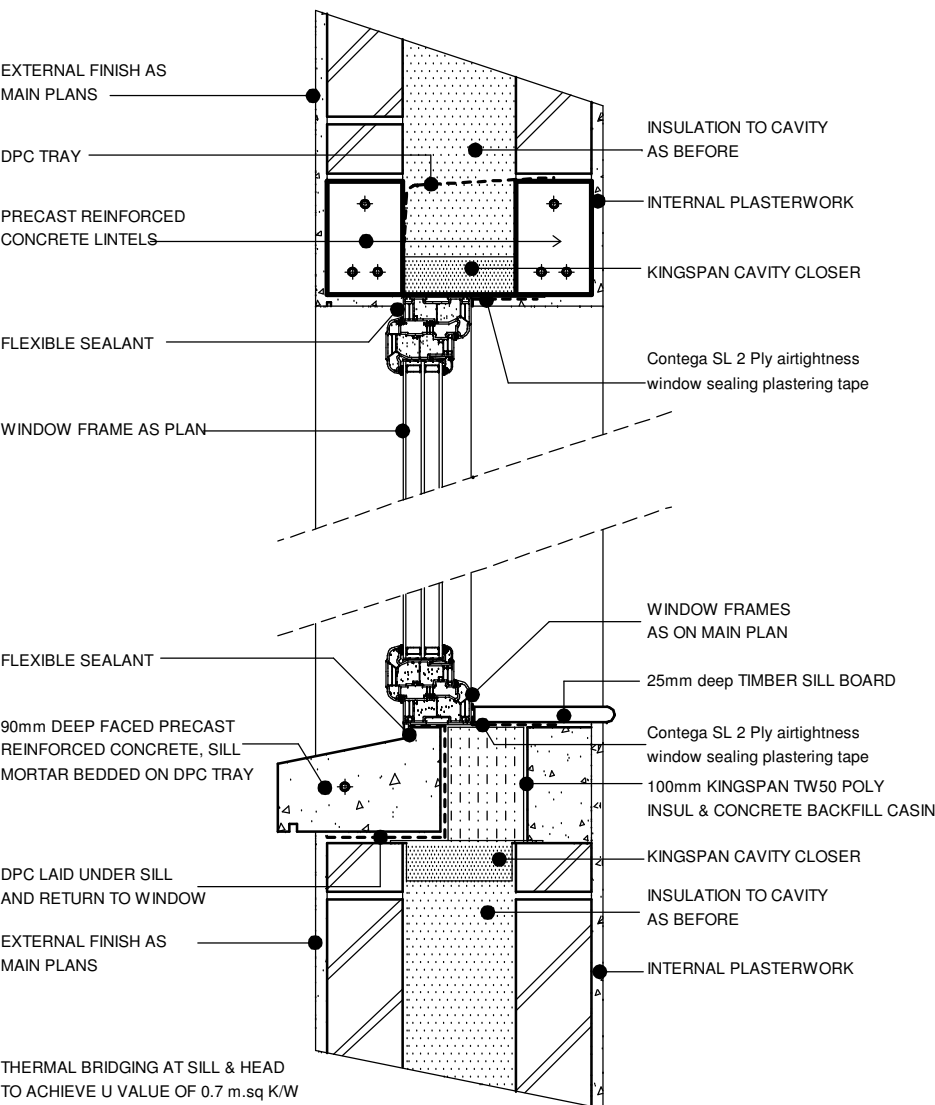 EXTERNAL FINISH AS
MAIN PLANS
DPC TRAY
PRECAST REINFORCED
CONCRETE LINTELS
FLEXIBLE SEALANT
WINDOW FRAME AS PLAN
INSULATION TO CAVITY
AS BEFORE
INTERNAL PLASTERWORK
KINGSPAN CAVITY CLOSER
Contega SL 2 Ply airtightness
window sealing plastering tape
FLEXIBLE SEALANT
90mm DEEP FACED PRECAST
REINFORCED CONCRETE, SILL
MORTAR BEDDED ON DPC TRAY
DPC LAID UNDER SILL
AND RETURN TO WINDOW
EXTERNAL FINISH AS
MAIN PLANS
WINDOW FRAMES
AS ON MAIN PLAN
25mm deep TIMBER SILL BOARD
Contega SL 2 Ply airtightness
window sealing plastering tape
100mm KINGSPAN TW50 POLY
INSUL & CONCRETE BACKFILL CASIN
KINGSPAN CAVITY CLOSER
INSULATION TO CAVITY
AS BEFORE
INTERNAL PLASTERWORK
THERMAL BRIDGING AT SILL & HEAD
TO ACHIEVE U VALUE OF 0.7 m.sq K/W